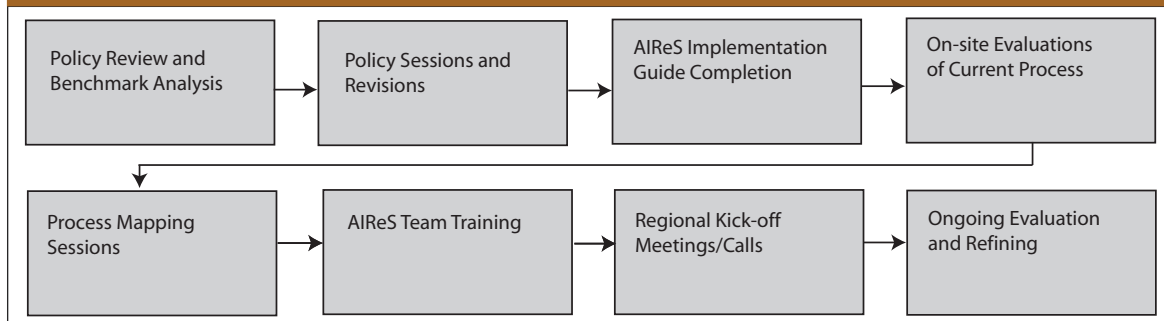 Policy Review and
Benchmark Analysis
Policy Sessions and
Revisions
AIReS Implementation
Guide Completion
On-site Evaluations
of Current Process
Process Mapping
Sessions
AIReS Team Training
Regional Kick-off
Meetings/Calls
Ongoing Evaluation
and Refining